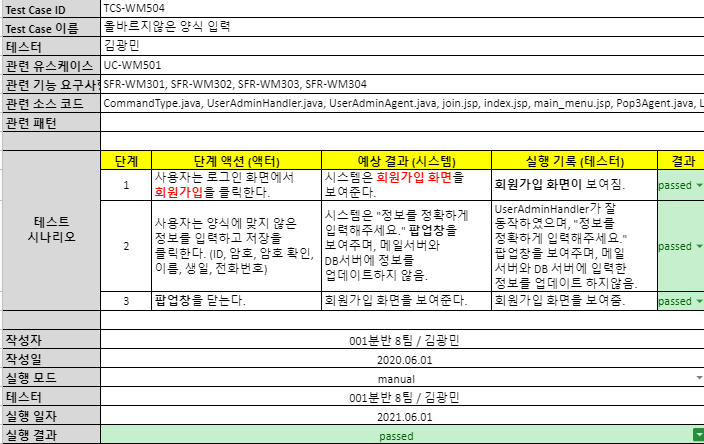 Test Case ID TCS-WM504
Test Case 이름 올바르지않은 양식 입력
테스터 김광민
관련 유스케이스 UC-WM501
관련 기능 요구사항 SFR-WM301, SFR-WM302, SFR-WM303, SFR-WM304
관련 소스 코드 CommandType.java, UserAdminHandler.java, UserAdminAgent.java, join.jsp, index.jsp, main_menu.jsp, Pop3Agent.java, L
관련 패턴
테스트
시나리오
단계 단계 액션 (액터) 예상 결과 (시스템) 실행 기록 (테스터) 결과
1
사용자는 로그인 화면에서
회원가입을 클릭한다.
시스템은 회원가입 화면을
보여준다.
회원가입 화면이 보여짐.
passed
2
사용자는 양식에 맞지 않은
정보를 입력하고 저장을
클릭한다. (ID, 암호, 암호 확인,
이름, 생일, 전화번호)
시스템은 "정보를 정확하게
입력해주세요." 팝업창을
보여주며, 메일서버와
DB서버에 정보를
업데이트하지 않음.
UserAdminHandler가 잘
동작하였으며, "정보를
정확하게 입력해주세요."
팝업창을 보여주며, 메일
서버와 DB 서버에 입력한
정보를 업데이트 하지않음.
passed
3 팝업창을 닫는다. 회원가입 화면을 보여준다. 회원가입 화면을 보여줌. passed
작성자 001분반 8팀 / 김광민
작성일 2020.06.01
실행 모드 manual
테스터 001분반 8팀 / 김광민
실행 일자 2021.06.01
실행 결과 passed